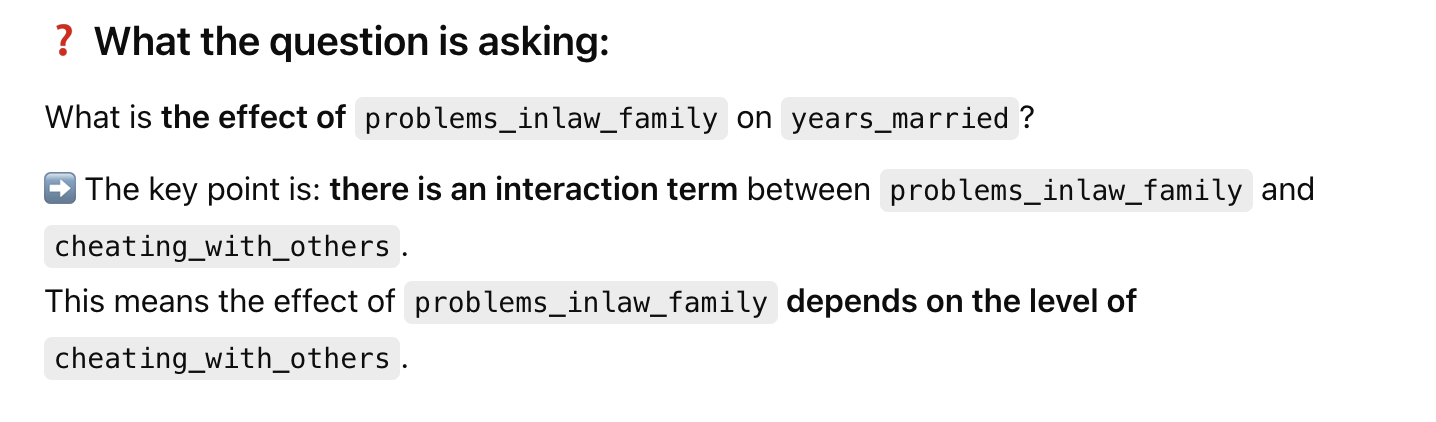 ❓ What the question is asking:
What is the effect of problems_inlaw_family on years_married?
➡️ The key point is: there is an interaction term between problems_inlaw_family and
cheating_with_others.
This means the effect of problems_inlaw_family depends on the level of
cheating_with_others.